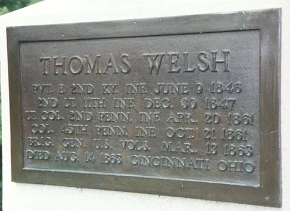 THOMAS WELSH
PVT. E 2ND KY. INF. JUNE 9 1846
2ND LT. 11TH INF. DEC. 30 1847
LT. COL. 2ND PENN. INF. APR. 20 1861
COL. 45TH PENN. INF. OCT. 21 1861
BRIG. GEN. U.S. VOLS. MAR. 13 1863
DIED AUG. 14 1863 CINCINNATI OHIO